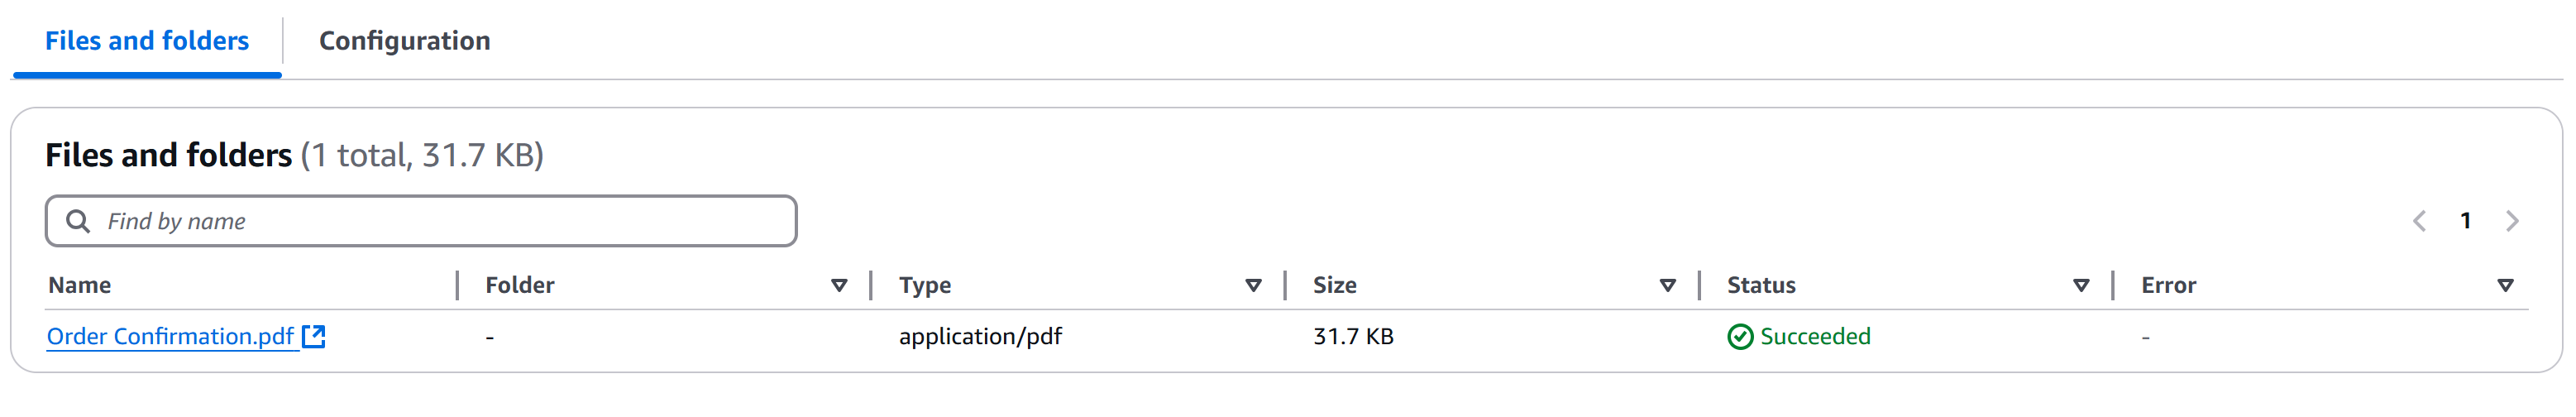 Files and folders Configuration
Files and folders (1 total, 31.7 KB)
Find by name 1
Name Folder Type Size Status Error
Order Confirmation.pdf - application/pdf 31.7 KB Succeeded -